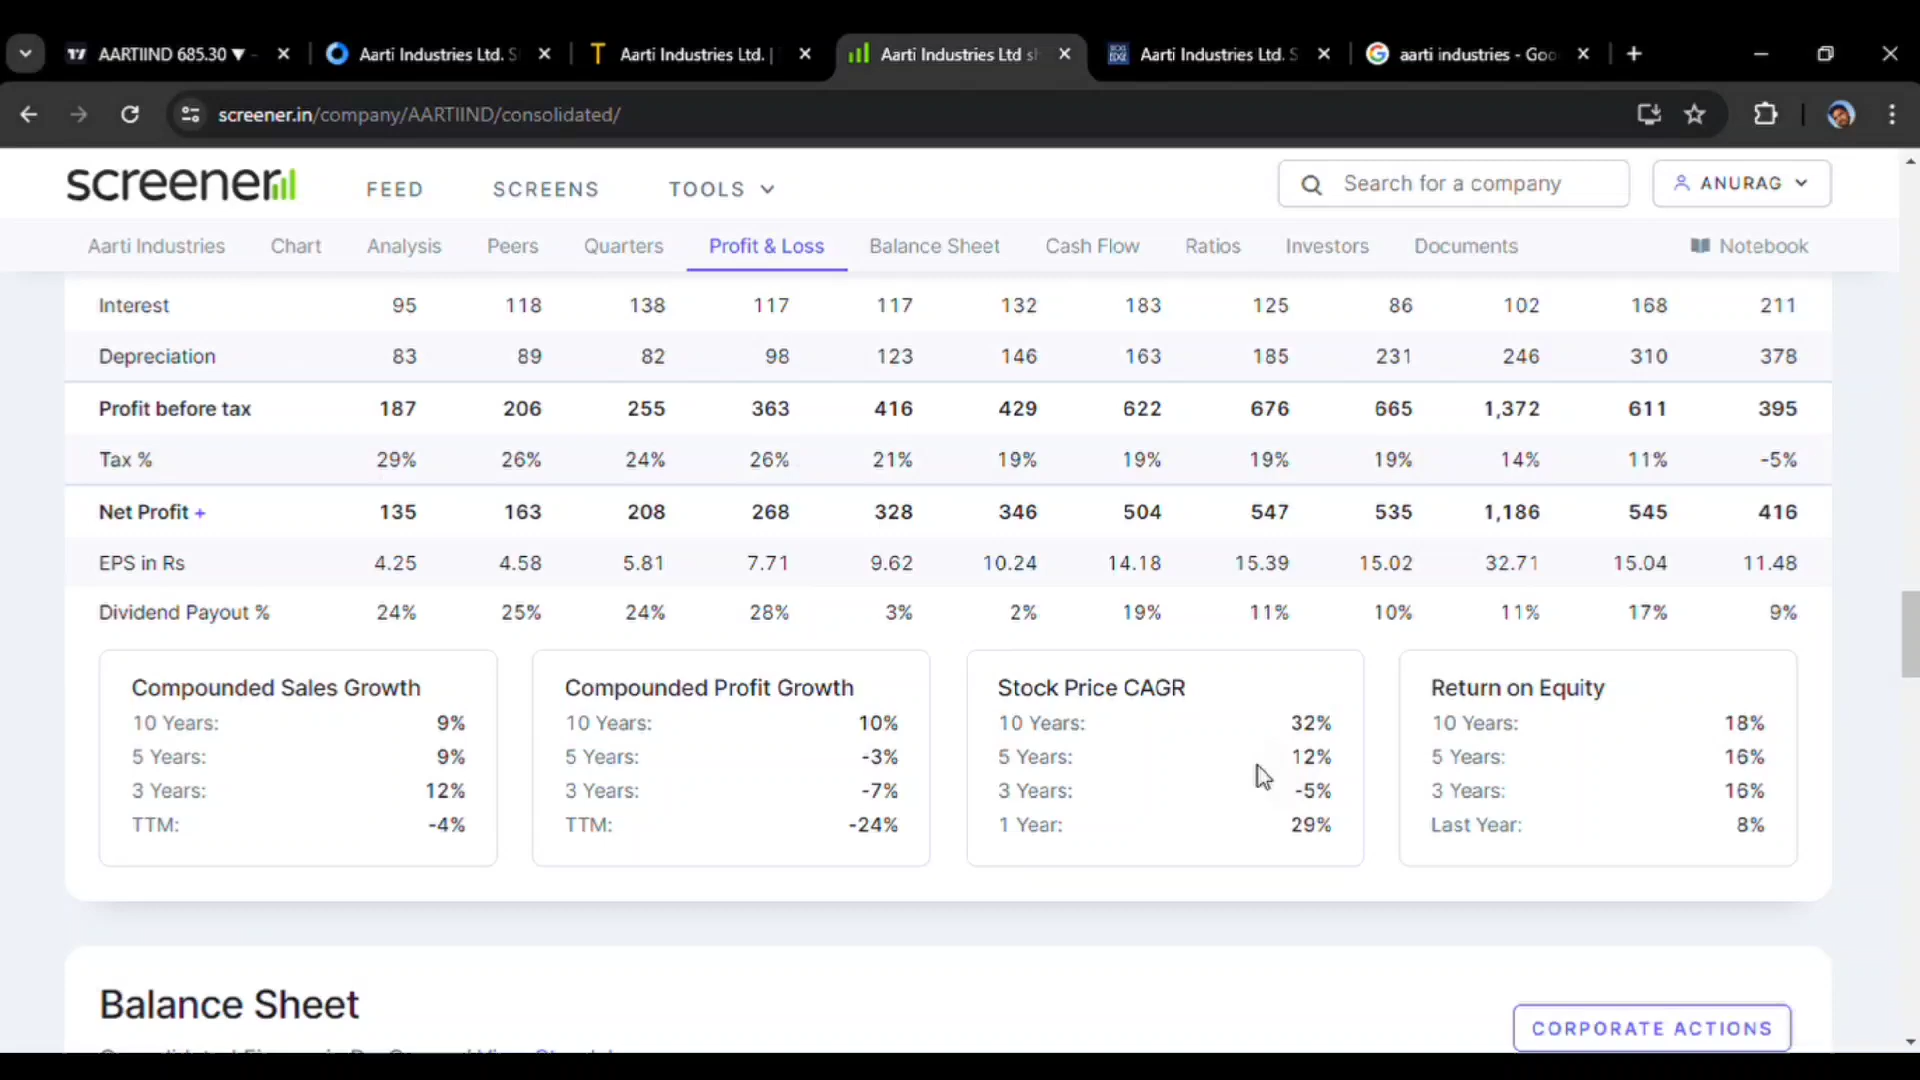 AARTIIND 685.30 ▼
Aarti Industries Ltd. S
Aarti Industries Ltd. |
Aarti Industries Ltd sh
Aarti Industries Ltd. S
aarti industries - Goo
screener.in/company/AARTIIND/consolidated/
screener FEED SCREENS TOOLS Search for a company ANURAG
Aarti Industries Chart Analysis Peers Quarters Profit & Loss Balance Sheet Cash Flow Ratios Investors Documents Notebook
Interest 95 118 138 117 117 132 183 125 86 102 168 211
Depreciation 83 89 82 98 123 146 163 185 231 246 310 378
Profit before tax 187 206 255 363 416 429 622 676 665 1,372 611 395
Tax % 29% 26% 24% 26% 21% 19% 19% 19% 19% 14% 11% -5%
Net Profit + 135 163 208 268 328 346 504 547 535 1,186 545 416
EPS in Rs 4.25 4.58 5.81 7.71 9.62 10.24 14.18 15.39 15.02 32.71 15.04 11.48
Dividend Payout % 24% 25% 24% 28% 3% 2% 19% 11% 10% 11% 17% 9%
Compounded Sales Growth
10 Years: 9%
5 Years: 9%
3 Years: 12%
TTM: -4%
Compounded Profit Growth
10 Years: 10%
5 Years: -3%
3 Years: -7%
TTM: -24%
Stock Price CAGR
10 Years: 32%
5 Years: 12%
3 Years: -5%
1 Year: 29%
Return on Equity
10 Years: 18%
5 Years: 16%
3 Years: 16%
Last Year: 8%
Balance Sheet
CORPORATE ACTIONS